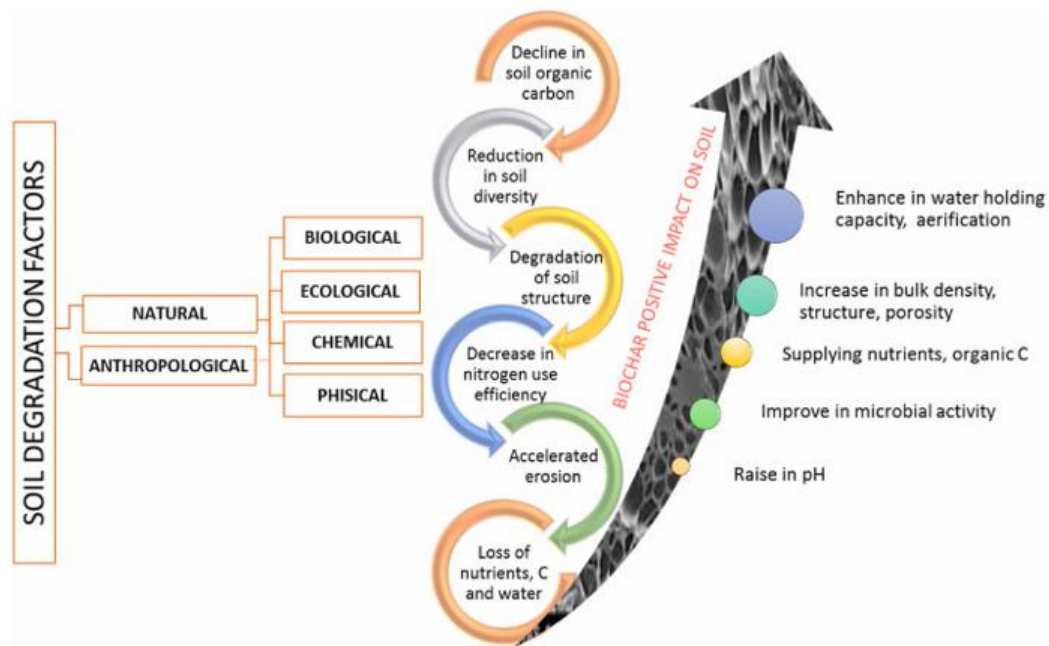 SOIL DEGRADATION FACTORS
NATURAL
ANTHROPOLOGICAL
BIOLOGICAL
ECOLOGICAL
CHEMICAL
PHISICAL
Decline in
soil organic
carbon
Reduction
in soil
diversity
Degradation
of soil
structure
Decrease in
nitrogen use
efficiency
Accelerated
erosion
Loss of
nutrients, C
and water
BIOCHAR POSITIVE IMPACT ON SOIL
Enhance in water holding
capacity, aerification
Increase in bulk density,
structure, porosity
Supplying nutrients, organic C
Improve in microbial activity
Raise in pH